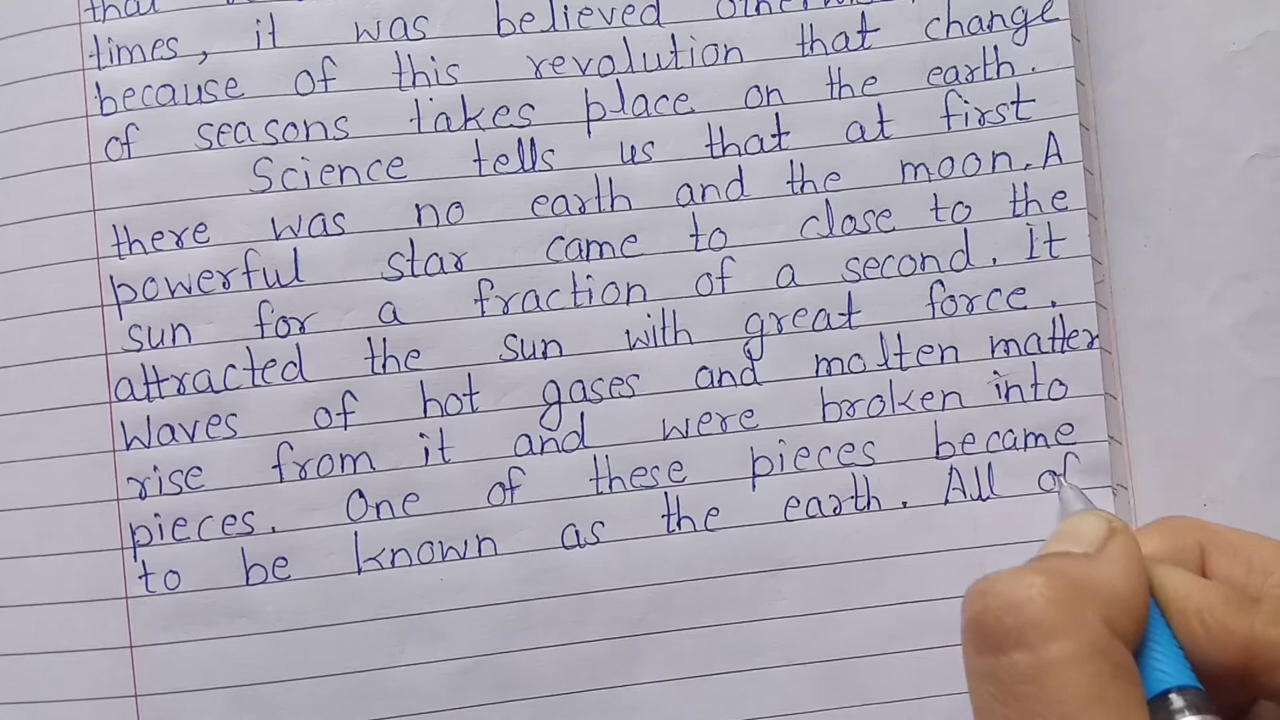 that
times, it was believed
because of this revolution that change
of seasons takes place on the earth.
Science tells us that at first
there was no earth and the moon. A
powerful star came to close to the
sun for a fraction of a second. It
attracted the sun with great force.
Waves of hot gases and molten matter
rise from it and were broken into
pieces. One of these pieces became
to be known as the earth. All of